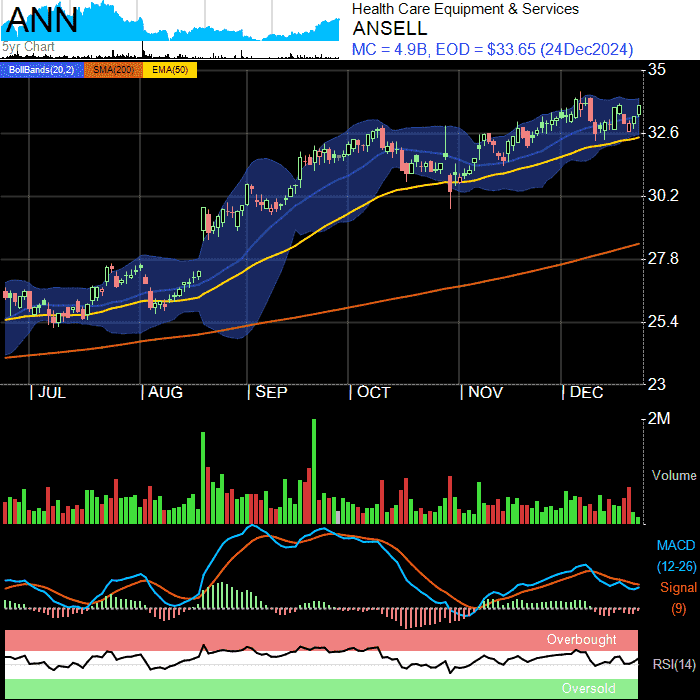 ANN
5yr Chart
Health Care Equipment & Services
ANSELL
MC = 4.9B, EOD = $33.65 (24Dec2024)
BollBands(20,2) SMA(200) EMA(50)
35
32.6
30.2
27.8
25.4
23
JUL AUG SEP OCT NOV DEC
2M
Volume
MACD
(12-26)
Signal
(9)
Overbought
RSI(14)
Oversold